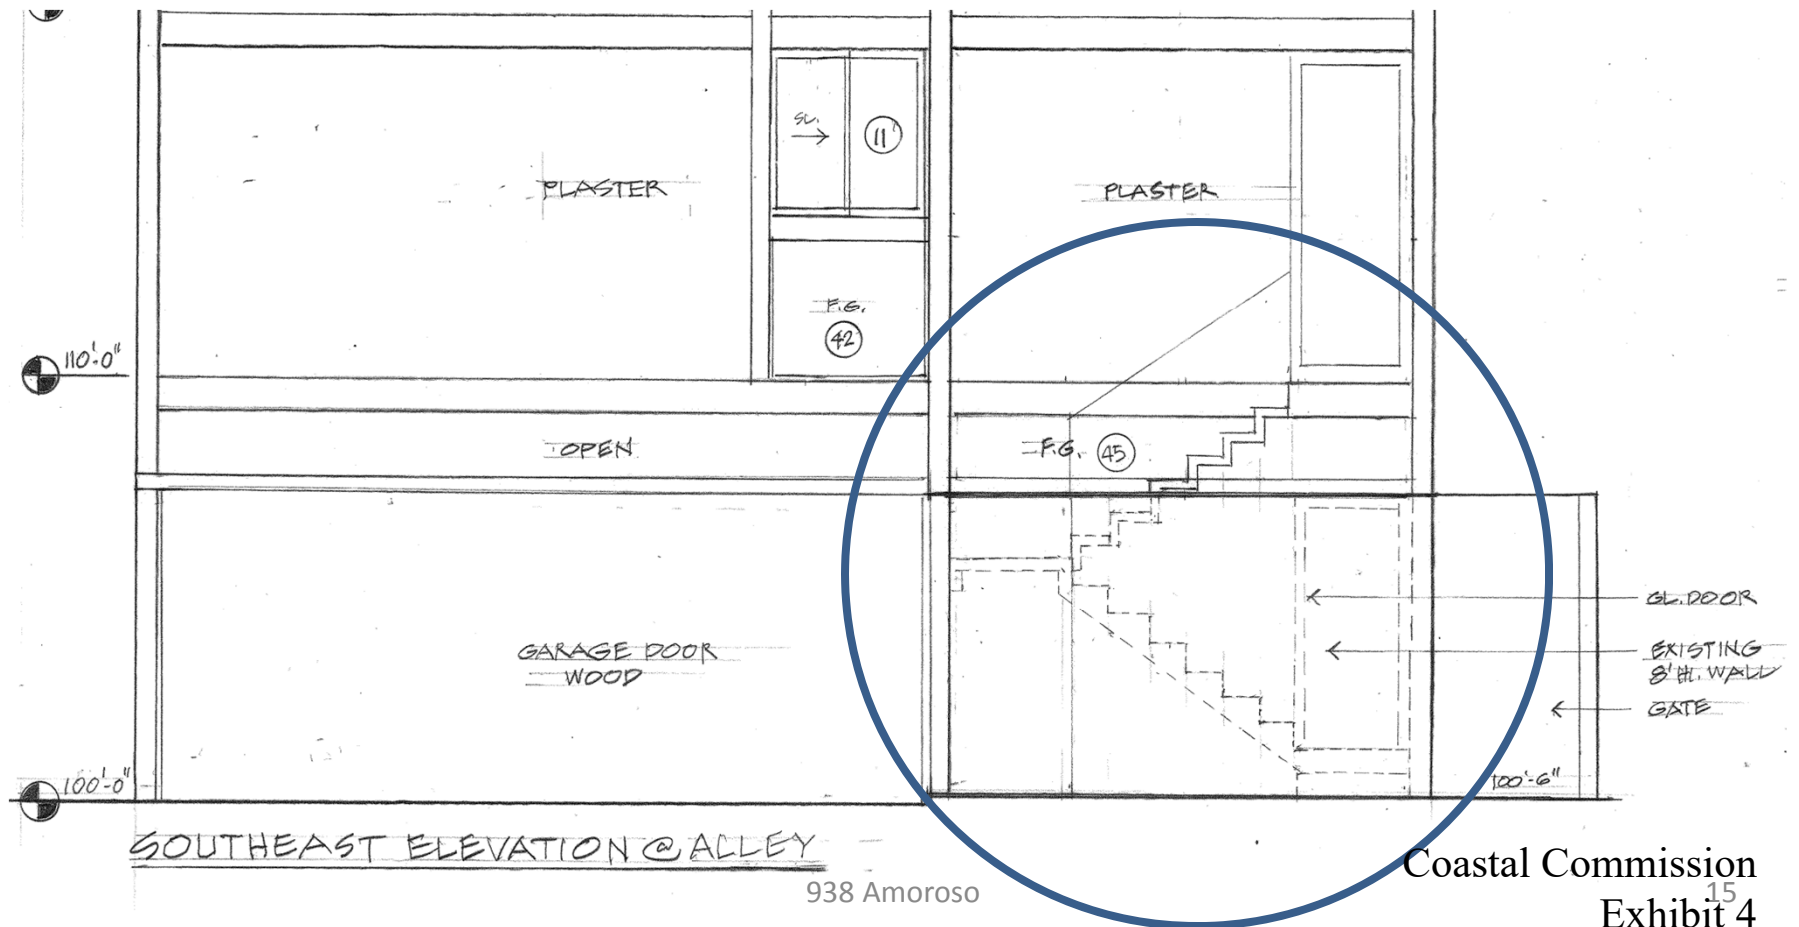 SL.
11
PLASTER
PLASTER
F.G.
42
110'-0"
OPEN
F.G. 45
GL. DOOR
GARAGE DOOR
WOOD
EXISTING
8' HT. WALL
GATE
100'-0"
100'-6"
SOUTHEAST ELEVATION @ ALLEY
Coastal Commission
938 Amoroso
15
Exhibit 4